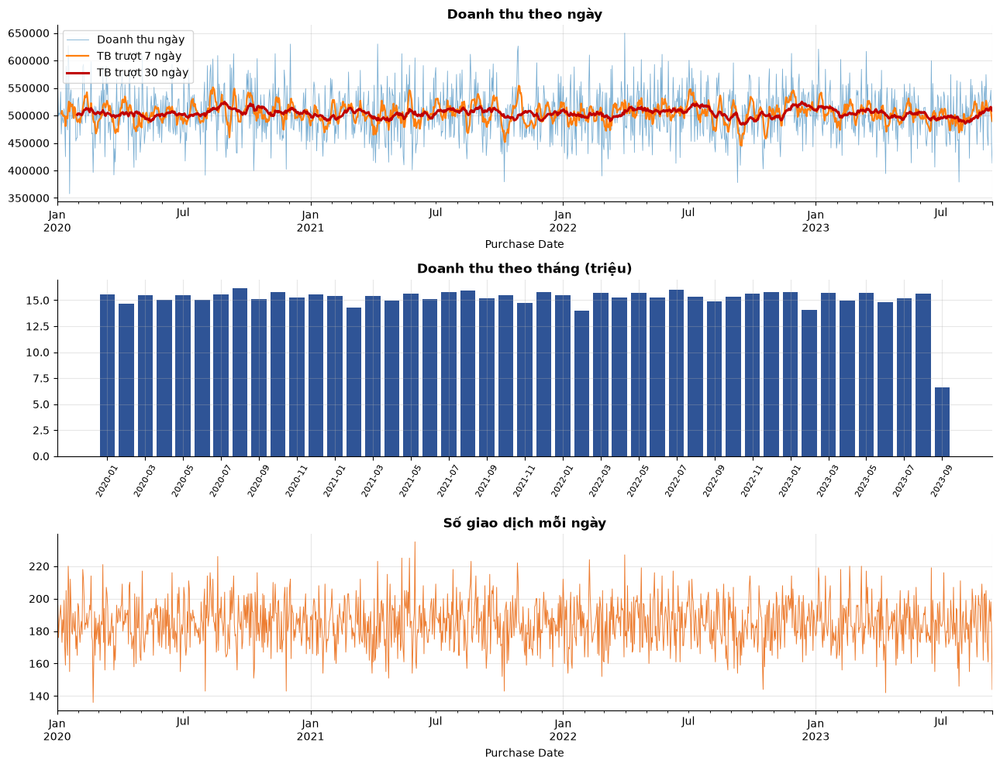 Doanh thu theo ngày
650000
600000
550000
500000
450000
400000
350000
Doanh thu ngày
TB trượt 7 ngày
TB trượt 30 ngày
Jan Jul Jan Jul Jan Jul Jan Jul
2020 2021 2022 2023
Purchase Date
Doanh thu theo tháng (triệu)
15.0
12.5
10.0
7.5
5.0
2.5
0.0
2020-01 2020-03 2020-05 2020-07 2020-09 2020-11 2021-01 2021-03 2021-05 2021-07 2021-09 2021-11 2022-01 2022-03 2022-05 2022-07 2022-09 2022-11 2023-01 2023-03 2023-05 2023-07 2023-09
Số giao dịch mỗi ngày
220
200
180
160
140
Jan Jul Jan Jul Jan Jul Jan Jul
2020 2021 2022 2023
Purchase Date